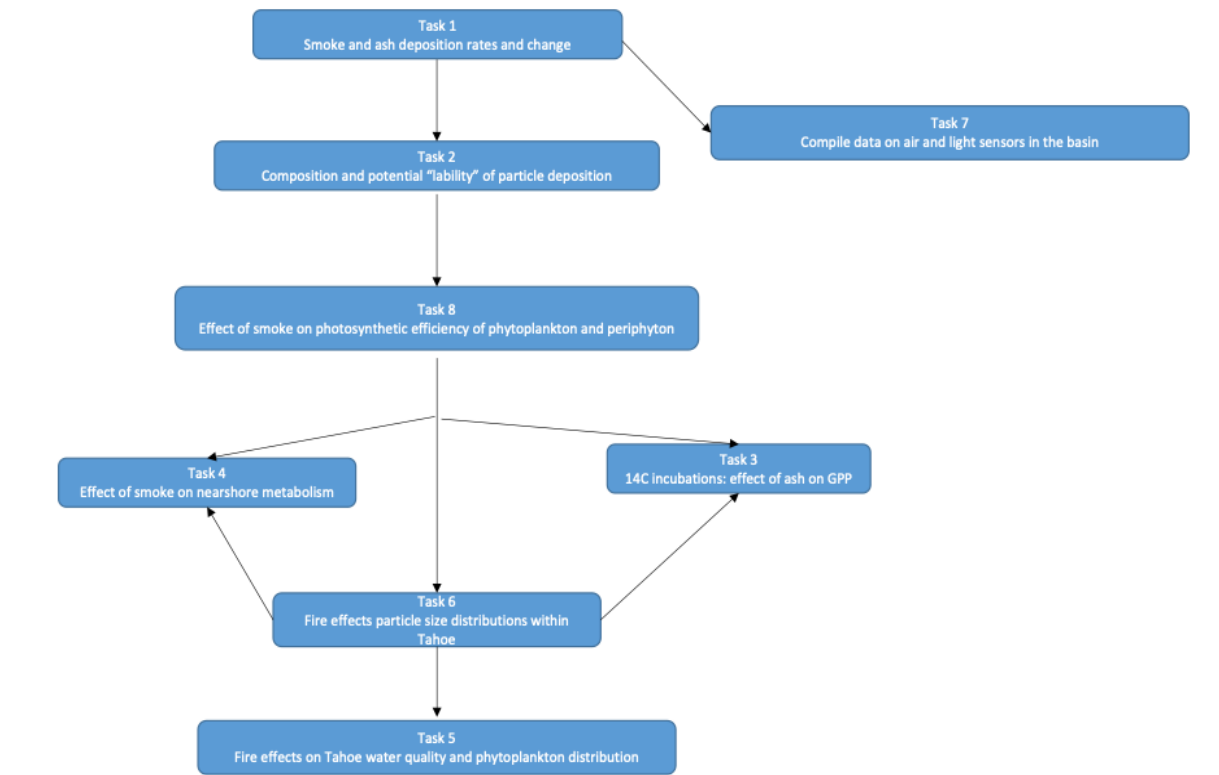 Task 1
Smoke and ash deposition rates and change
Task 7
Compile data on air and light sensors in the basin
Task 2
Composition and potential “lability” of particle deposition
Task 8
Effect of smoke on photosynthetic efficiency of phytoplankton and periphyton
Task 4
Effect of smoke on nearshore metabolism
Task 3
14C incubations: effect of ash on GPP
Task 6
Fire effects particle size distributions within
Tahoe
Task 5
Fire effects on Tahoe water quality and phytoplankton distribution